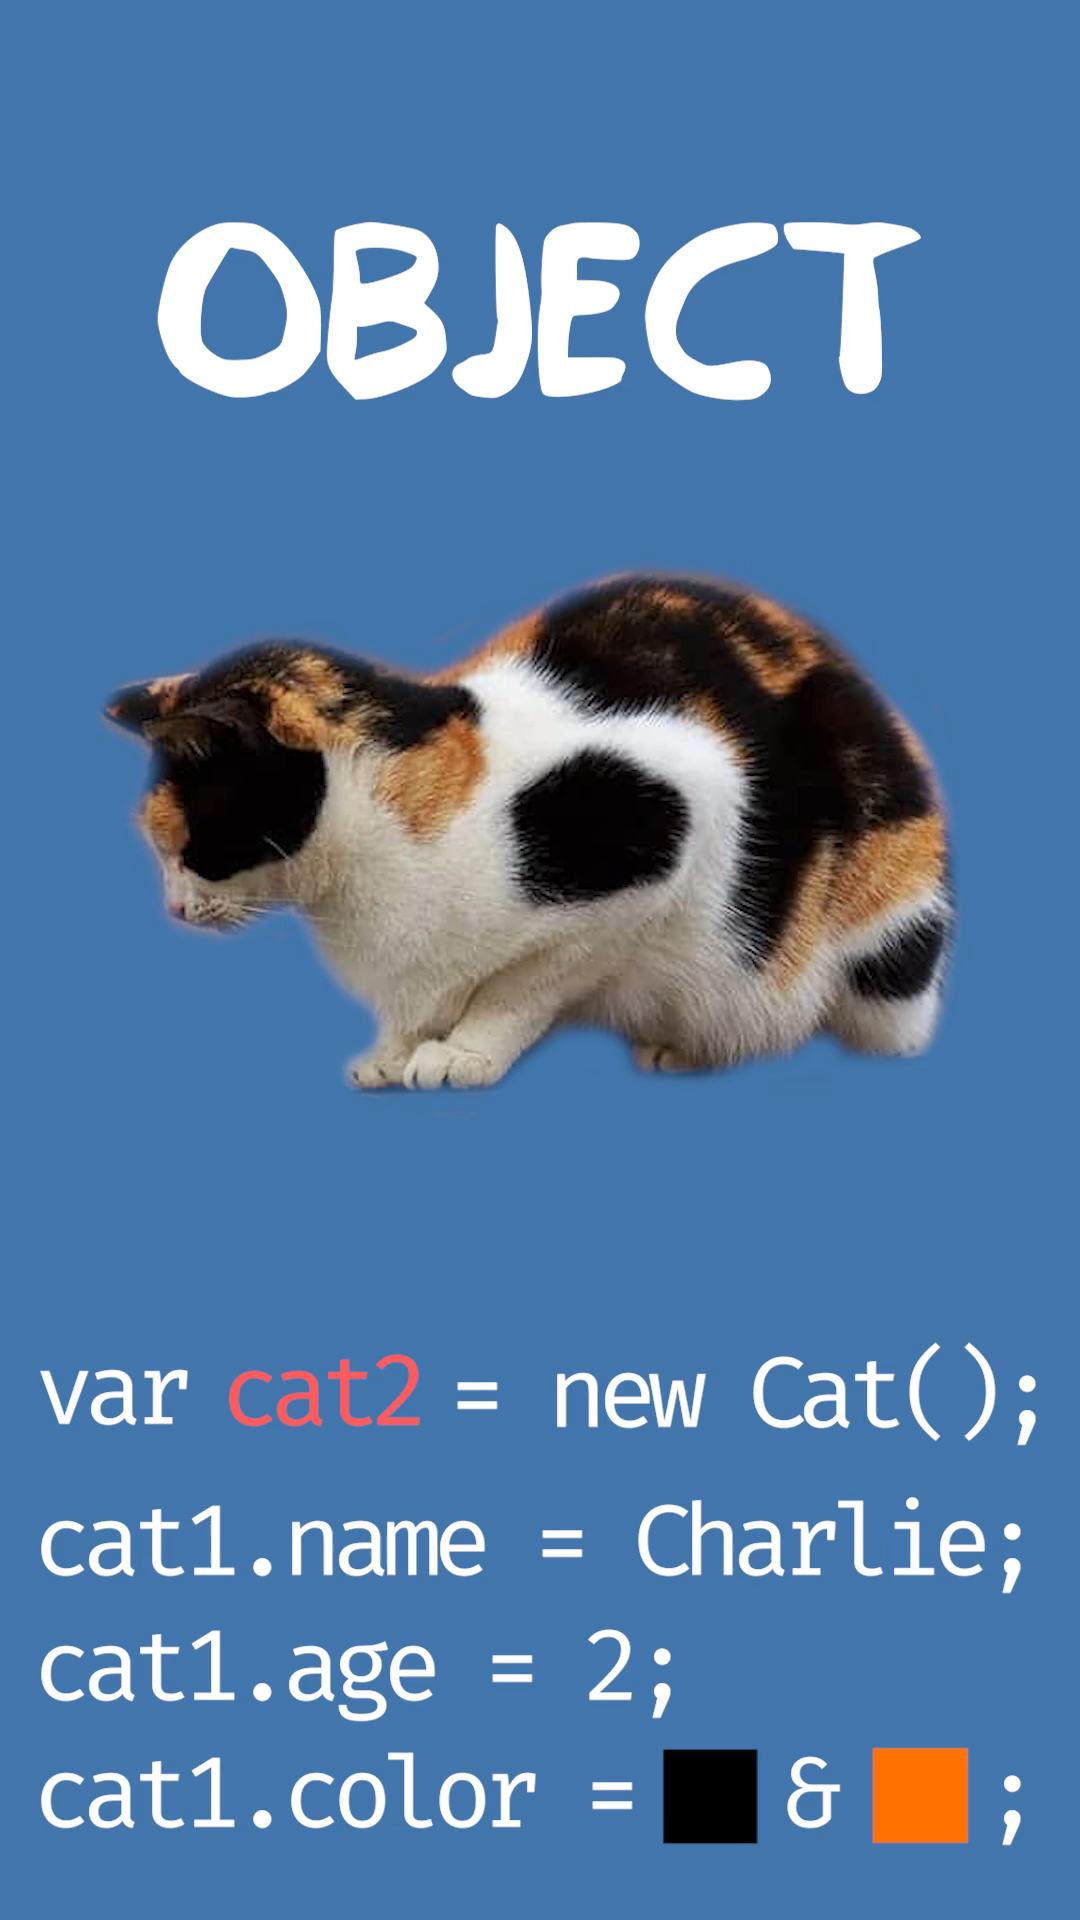 OBJECT
var cat2 = new Cat();
cat1.name = Charlie;
cat1.age = 2;
cat1.color = & ;